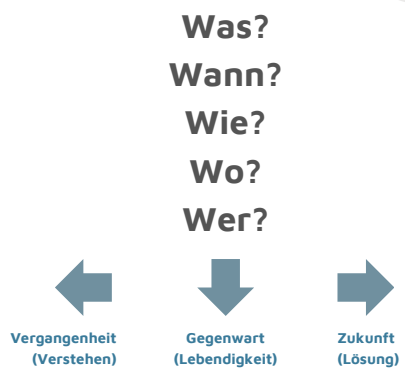 Was?
Wann?
Wie?
Wo?
Wer?
Vergangenheit
(Verstehen)
Gegenwart
(Lebendigkeit)
Zukunft
(Lösung)